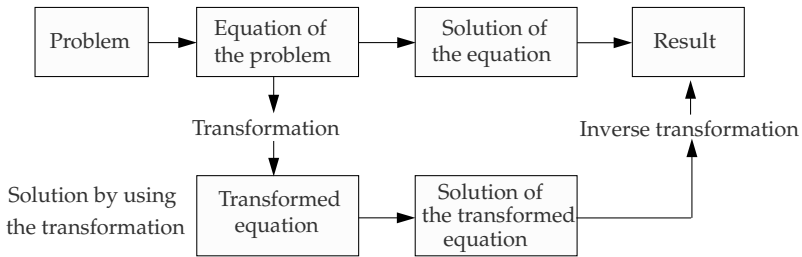 Problem
Equation of
the problem
Solution of
the equation
Result
Transformation
Inverse transformation
Solution by using
the transformation
Transformed
equation
Solution of
the transformed
equation